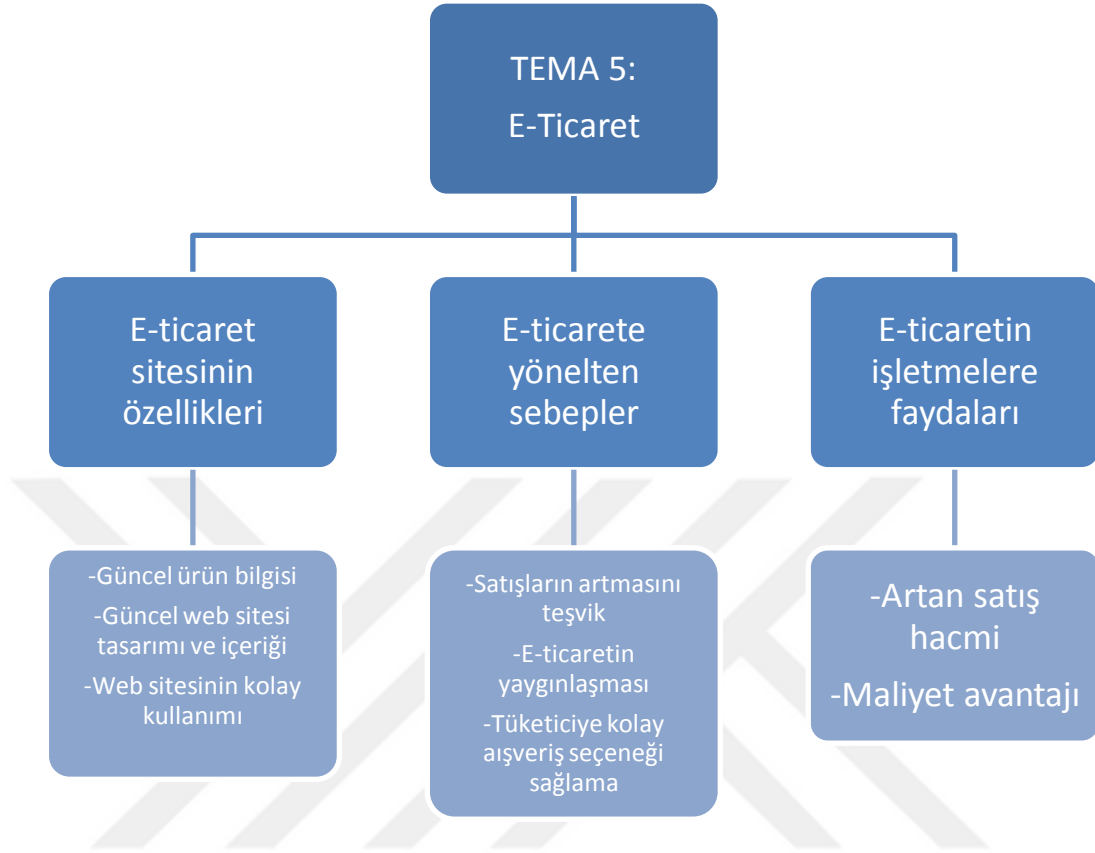 TEMA 5:
E-Ticaret
E-ticaret
sitesinin
özellikleri
E-ticarete
yönelten
sebepler
E-ticaretin
işletmelere
faydaları
-Güncel ürün bilgisi
-Güncel web sitesi
tasarımı ve içeriği
-Web sitesinin kolay
kullanımı
-Satışların artmasını
teşvik
-E-ticaretin
yaygınlaşması
-Tüketiciye kolay
aışveriş seçeneği
sağlama
-Artan satış
hacmi
-Maliyet avantajı